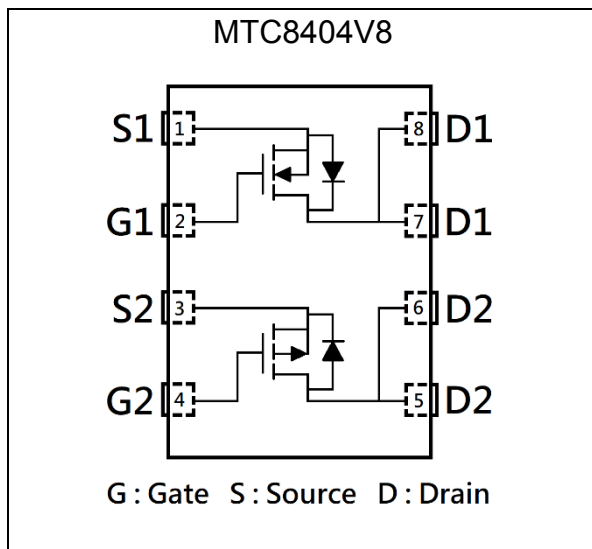 MTC8404V8
S1 1 8 D1
G1 2 7 D1
S2 3 6 D2
G2 4 5 D2
G : Gate S : Source D : Drain